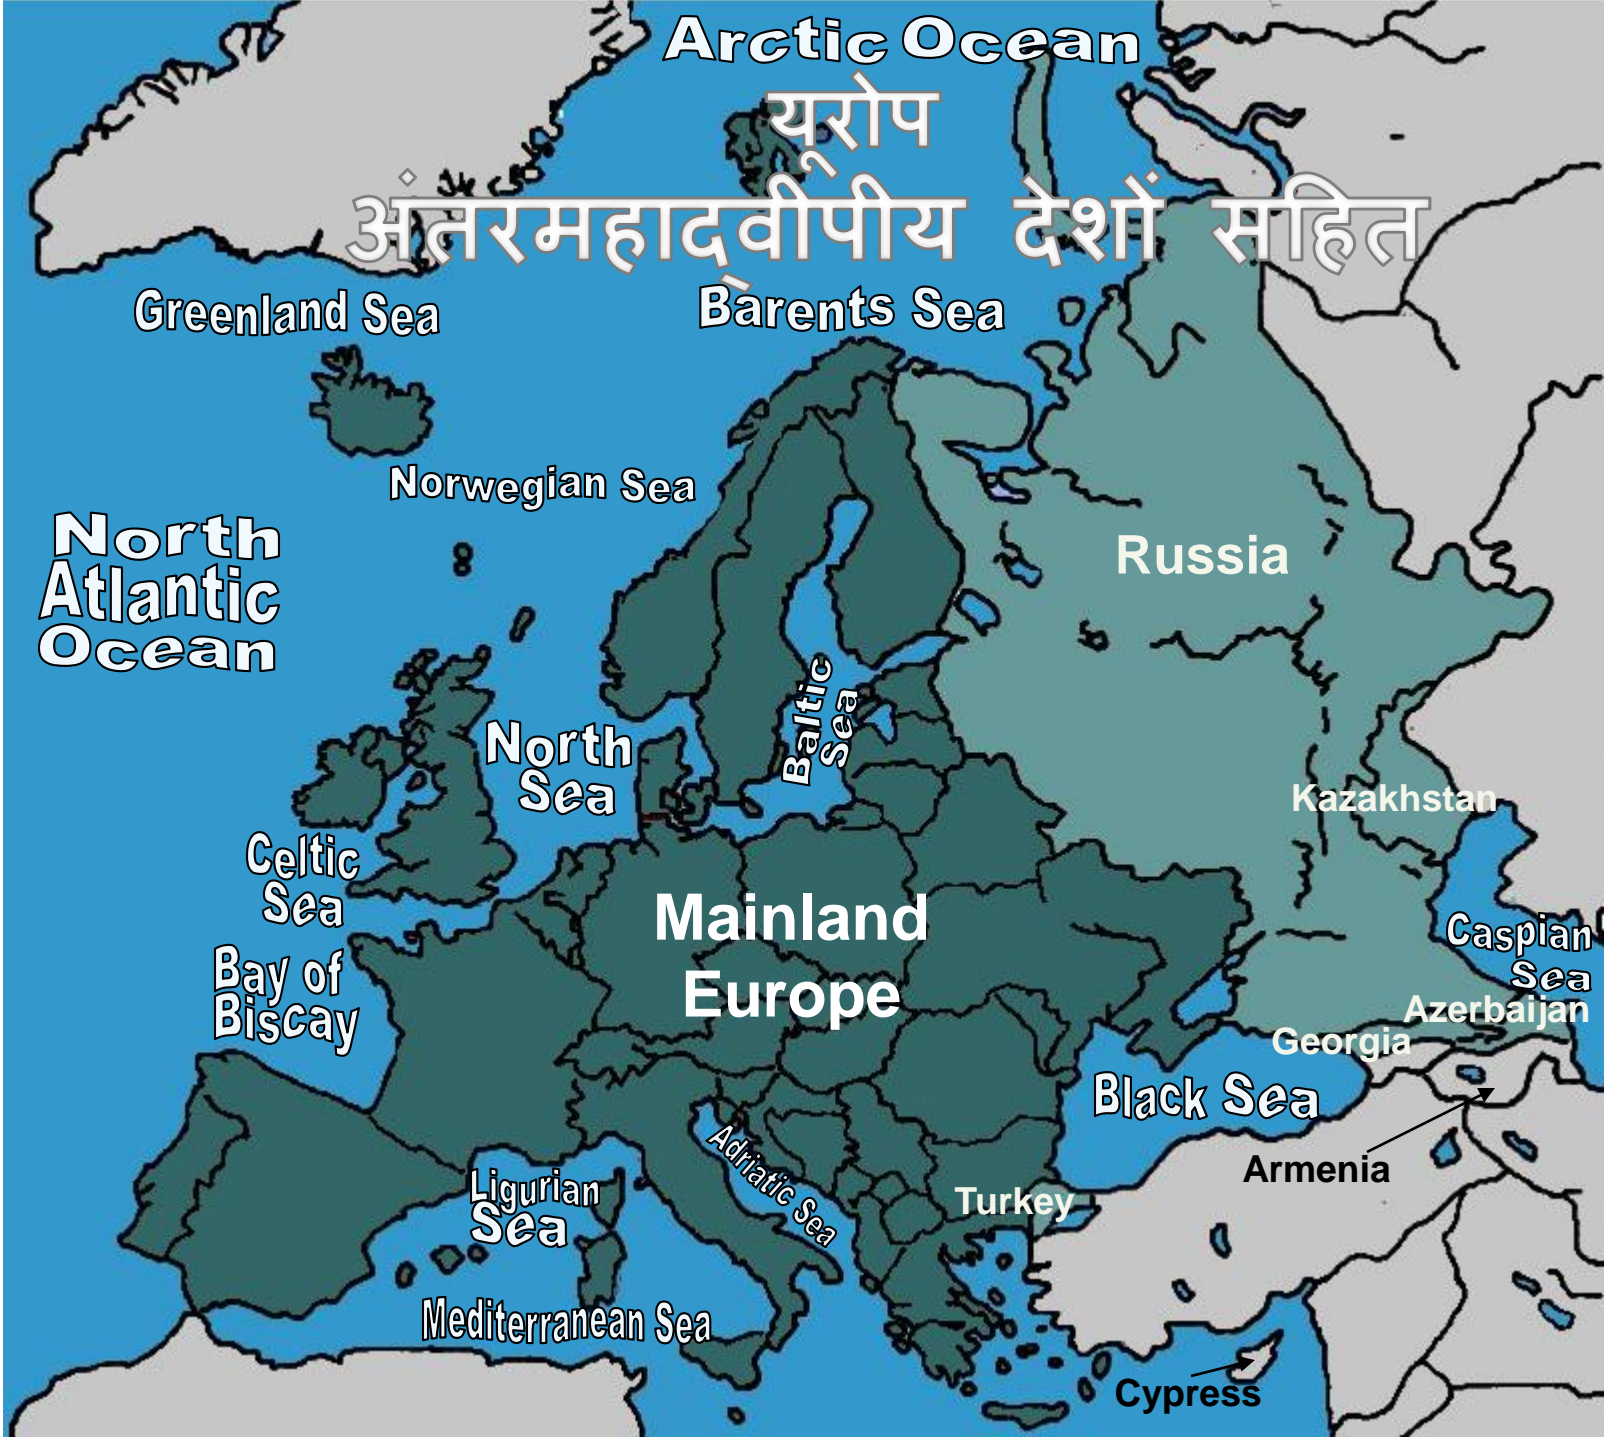 Arctic Ocean
यूरोप
अंतरमहाद्वीपीय देशों सहित
Greenland Sea
Barents Sea
Norwegian Sea
North
Atlantic
Ocean
Russia
Baltic
Sea
North
Sea
Kazakhstan
Celtic
Sea
Mainland
Europe
Caspian
Sea
Bay of
Biscay
Azerbaijan
Georgia
Black Sea
Adriatic Sea
Armenia
Ligurian
Sea
Turkey
Mediterranean Sea
Cypress